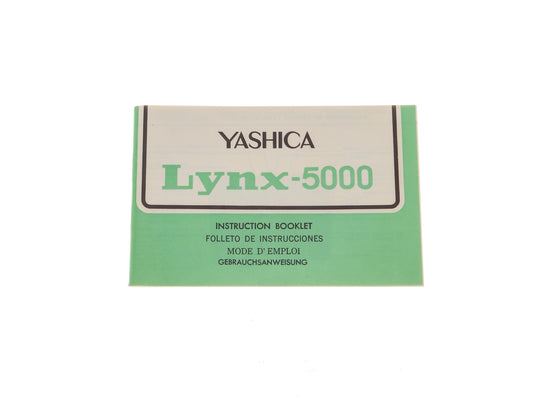 YASHICA
Lynx-5000
INSTRUCTION BOOKLET
FOLLETO DE INSTRUCCIONES
MODE D'EMPLOI
GEBRAUCHSANWEISUNG